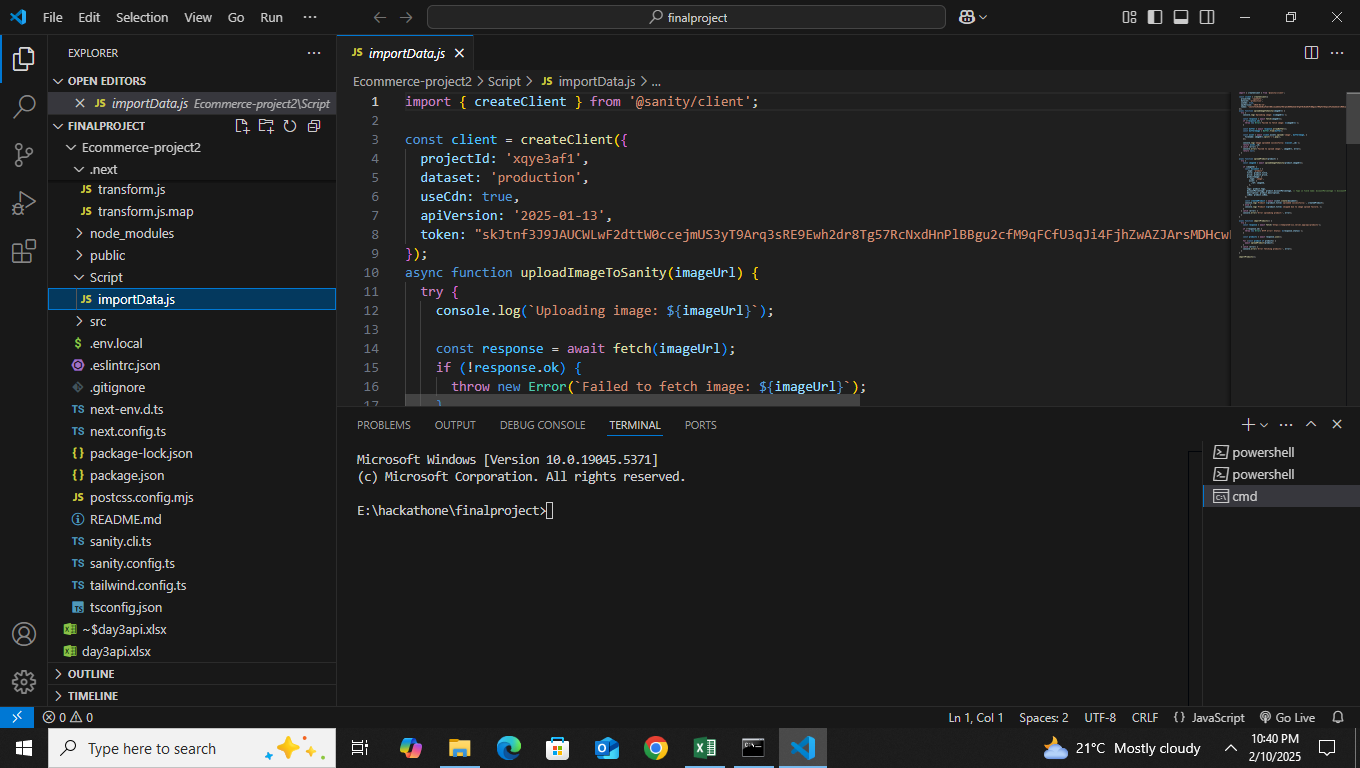 File Edit Selection View Go Run ···
finalproject
EXPLORER
OPEN EDITORS
JS importData.js Ecommerce-project2\Script
FINALPROJECT
Ecommerce-project2
.next
JS transform.js
JS transform.js.map
node_modules
public
Script
JS importData.js
src
$ .env.local
.eslintrc.json
.gitignore
TS next-env.d.ts
TS next.config.ts
{} package-lock.json
{} package.json
JS postcss.config.mjs
README.md
TS sanity.cli.ts
TS sanity.config.ts
TS tailwind.config.ts
TS tsconfig.json
~$day3api.xlsx
day3api.xlsx
OUTLINE
TIMELINE
JS importData.js
Ecommerce-project2 > Script > JS importData.js > ...
1 import { createClient } from '@sanity/client';
2
3 const client = createClient({
4 projectId: 'xqye3af1',
5 dataset: 'production',
6 useCdn: true,
7 apiVersion: '2025-01-13',
8 token:
9 });
10 async function uploadImageToSanity(imageUrl) {
11 try {
12 console.log(`Uploading image: ${imageUrl}`);
13
14 const response = await fetch(imageUrl);
15 if (!response.ok) {
16 throw new Error(`Failed to fetch image: ${imageUrl}`);
17 }
PROBLEMS OUTPUT DEBUG CONSOLE TERMINAL PORTS
Microsoft Windows [Version 10.0.19045.5371]
(c) Microsoft Corporation. All rights reserved.
E:\hackathone\finalproject>
powershell
powershell
cmd
0 0
Ln 1, Col 1 Spaces: 2 UTF-8 CRLF {} JavaScript Go Live
Type here to search
21°C Mostly cloudy
10:40 PM
2/10/2025